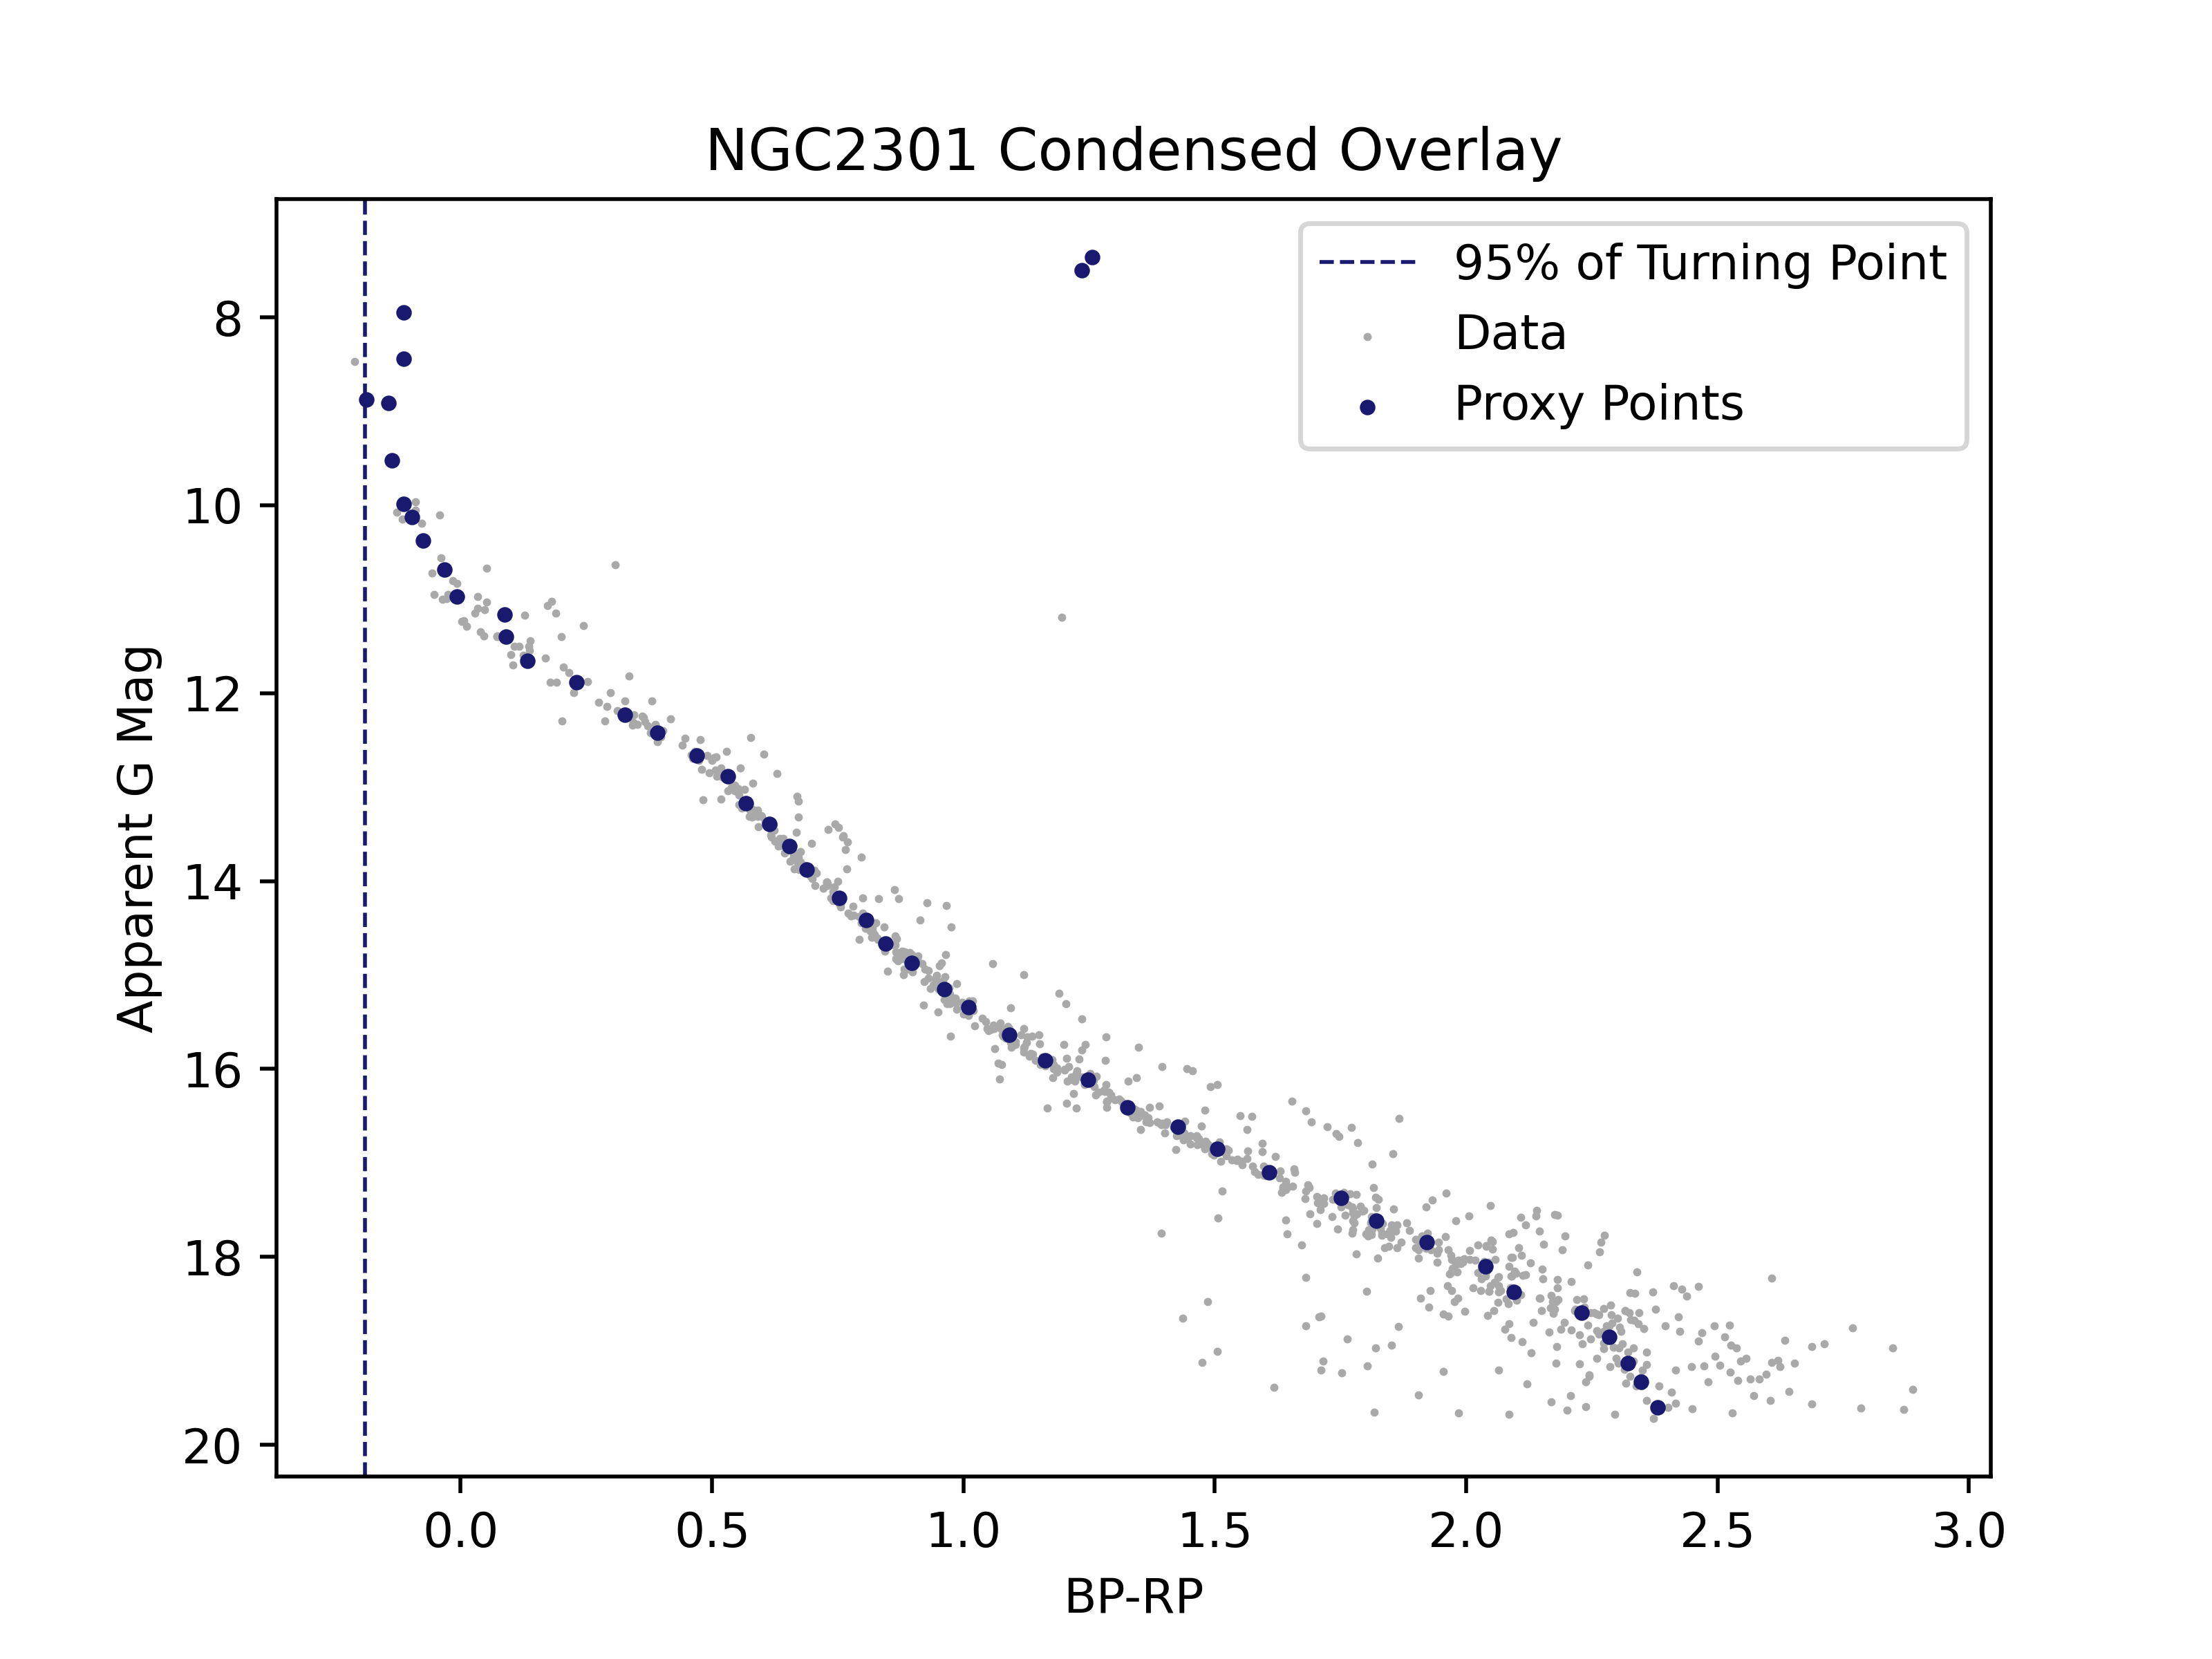 NGC2301 Condensed Overlay
95% of Turning Point
Data
Proxy Points
Apparent G Mag
8
10
12
14
16
18
20
0.0 0.5 1.0 1.5 2.0 2.5 3.0
BP-RP